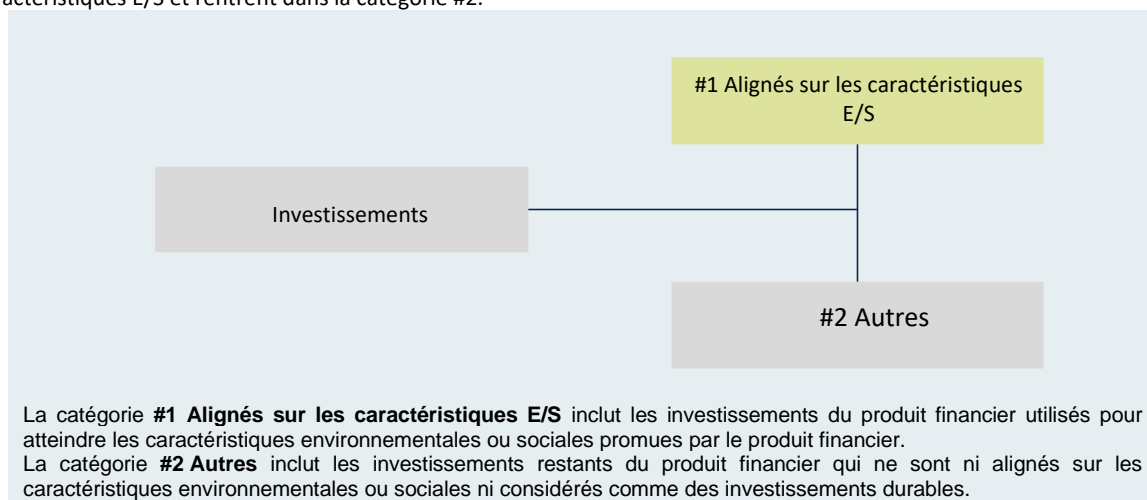 actéristiques E/S et rentrent dans la catégorie #2.
#1 Alignés sur les caractéristiques
E/S
Investissements
#2 Autres
La catégorie #1 Alignés sur les caractéristiques E/S inclut les investissements du produit financier utilisés pour
atteindre les caractéristiques environnementales ou sociales promues par le produit financier.
La catégorie #2 Autres inclut les investissements restants du produit financier qui ne sont ni alignés sur les
caractéristiques environnementales ou sociales ni considérés comme des investissements durables.